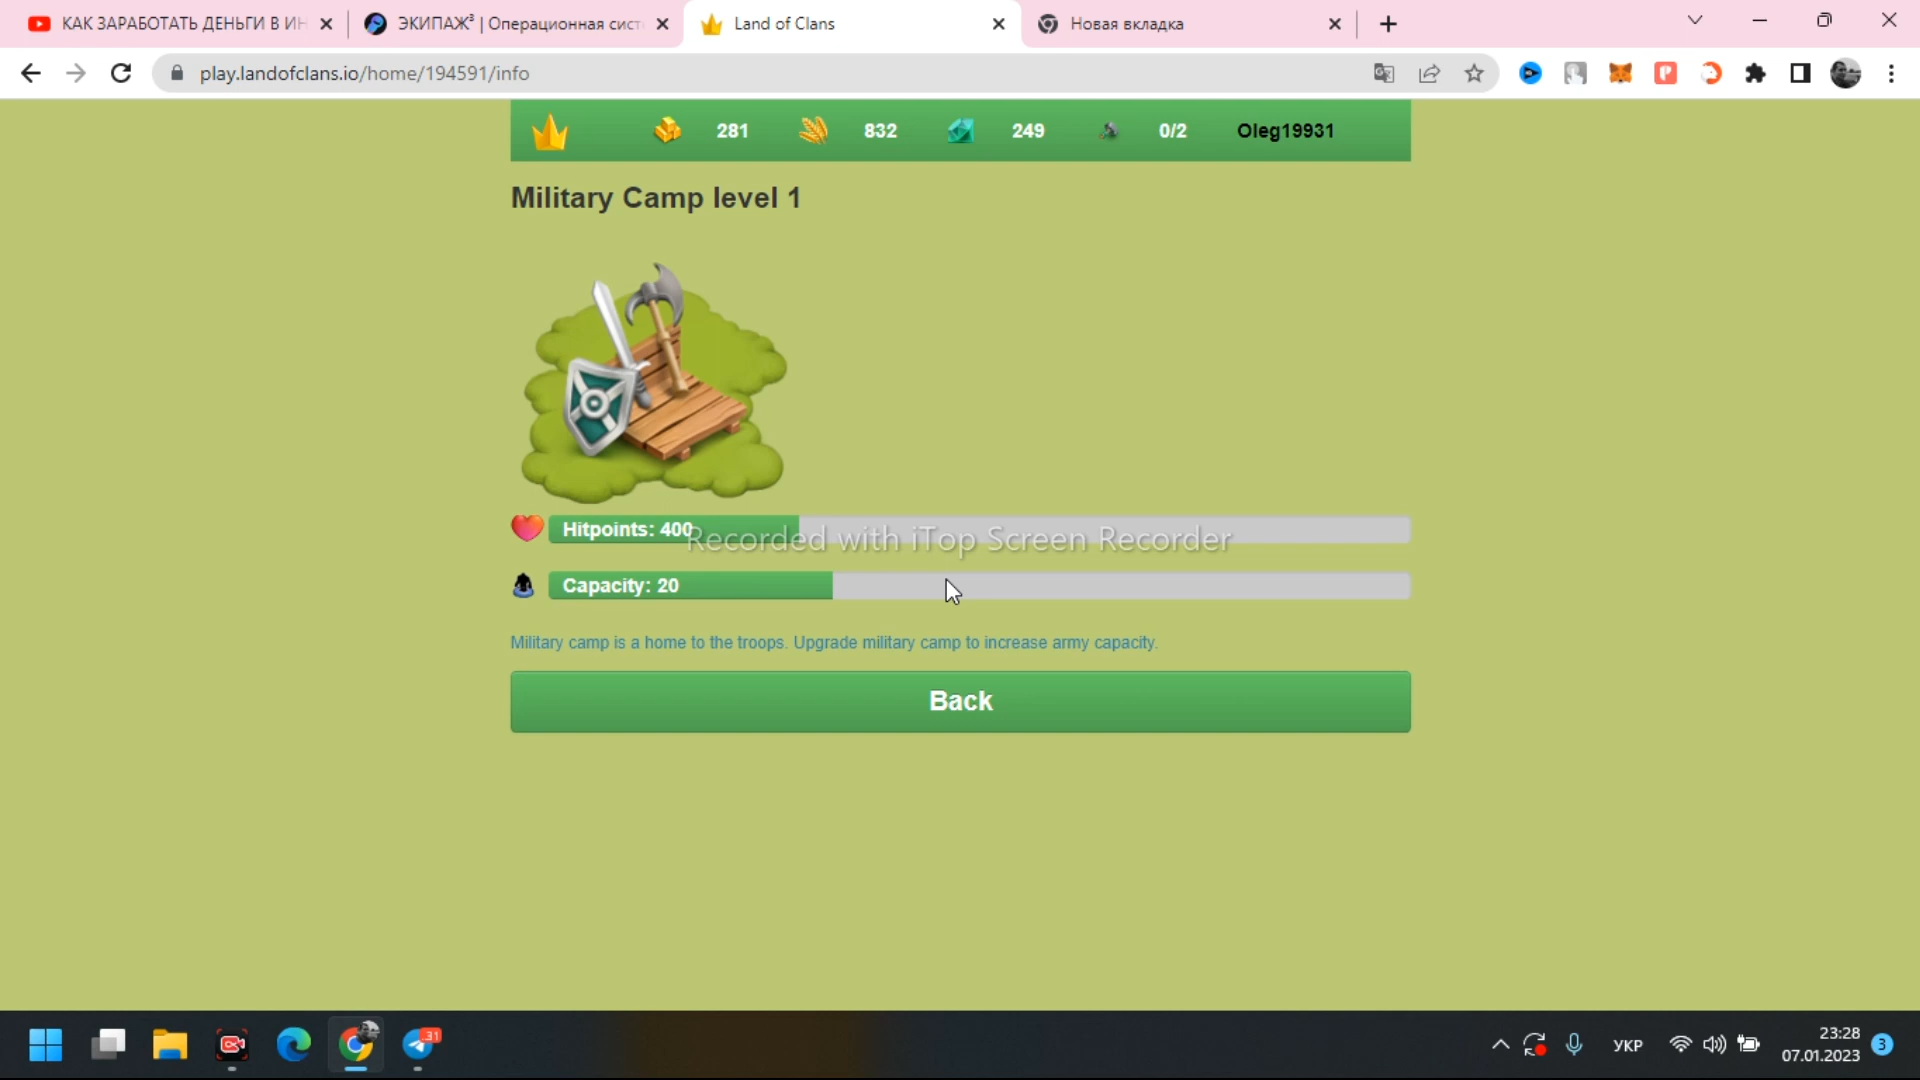 КАК ЗАРАБОТАТЬ ДЕНЬГИ В ИН
ЭКИПАЖ³ | Операционная сист
Land of Clans
Новая вкладка
play.landofclans.io/home/194591/info
281
832
249
0/2
Oleg19931
Military Camp level 1
Hitpoints: 400
Recorded with iTop Screen Recorder
Capacity: 20
Military camp is a home to the troops. Upgrade military camp to increase army capacity.
Back
31
УКР
23:28
07.01.2023
3